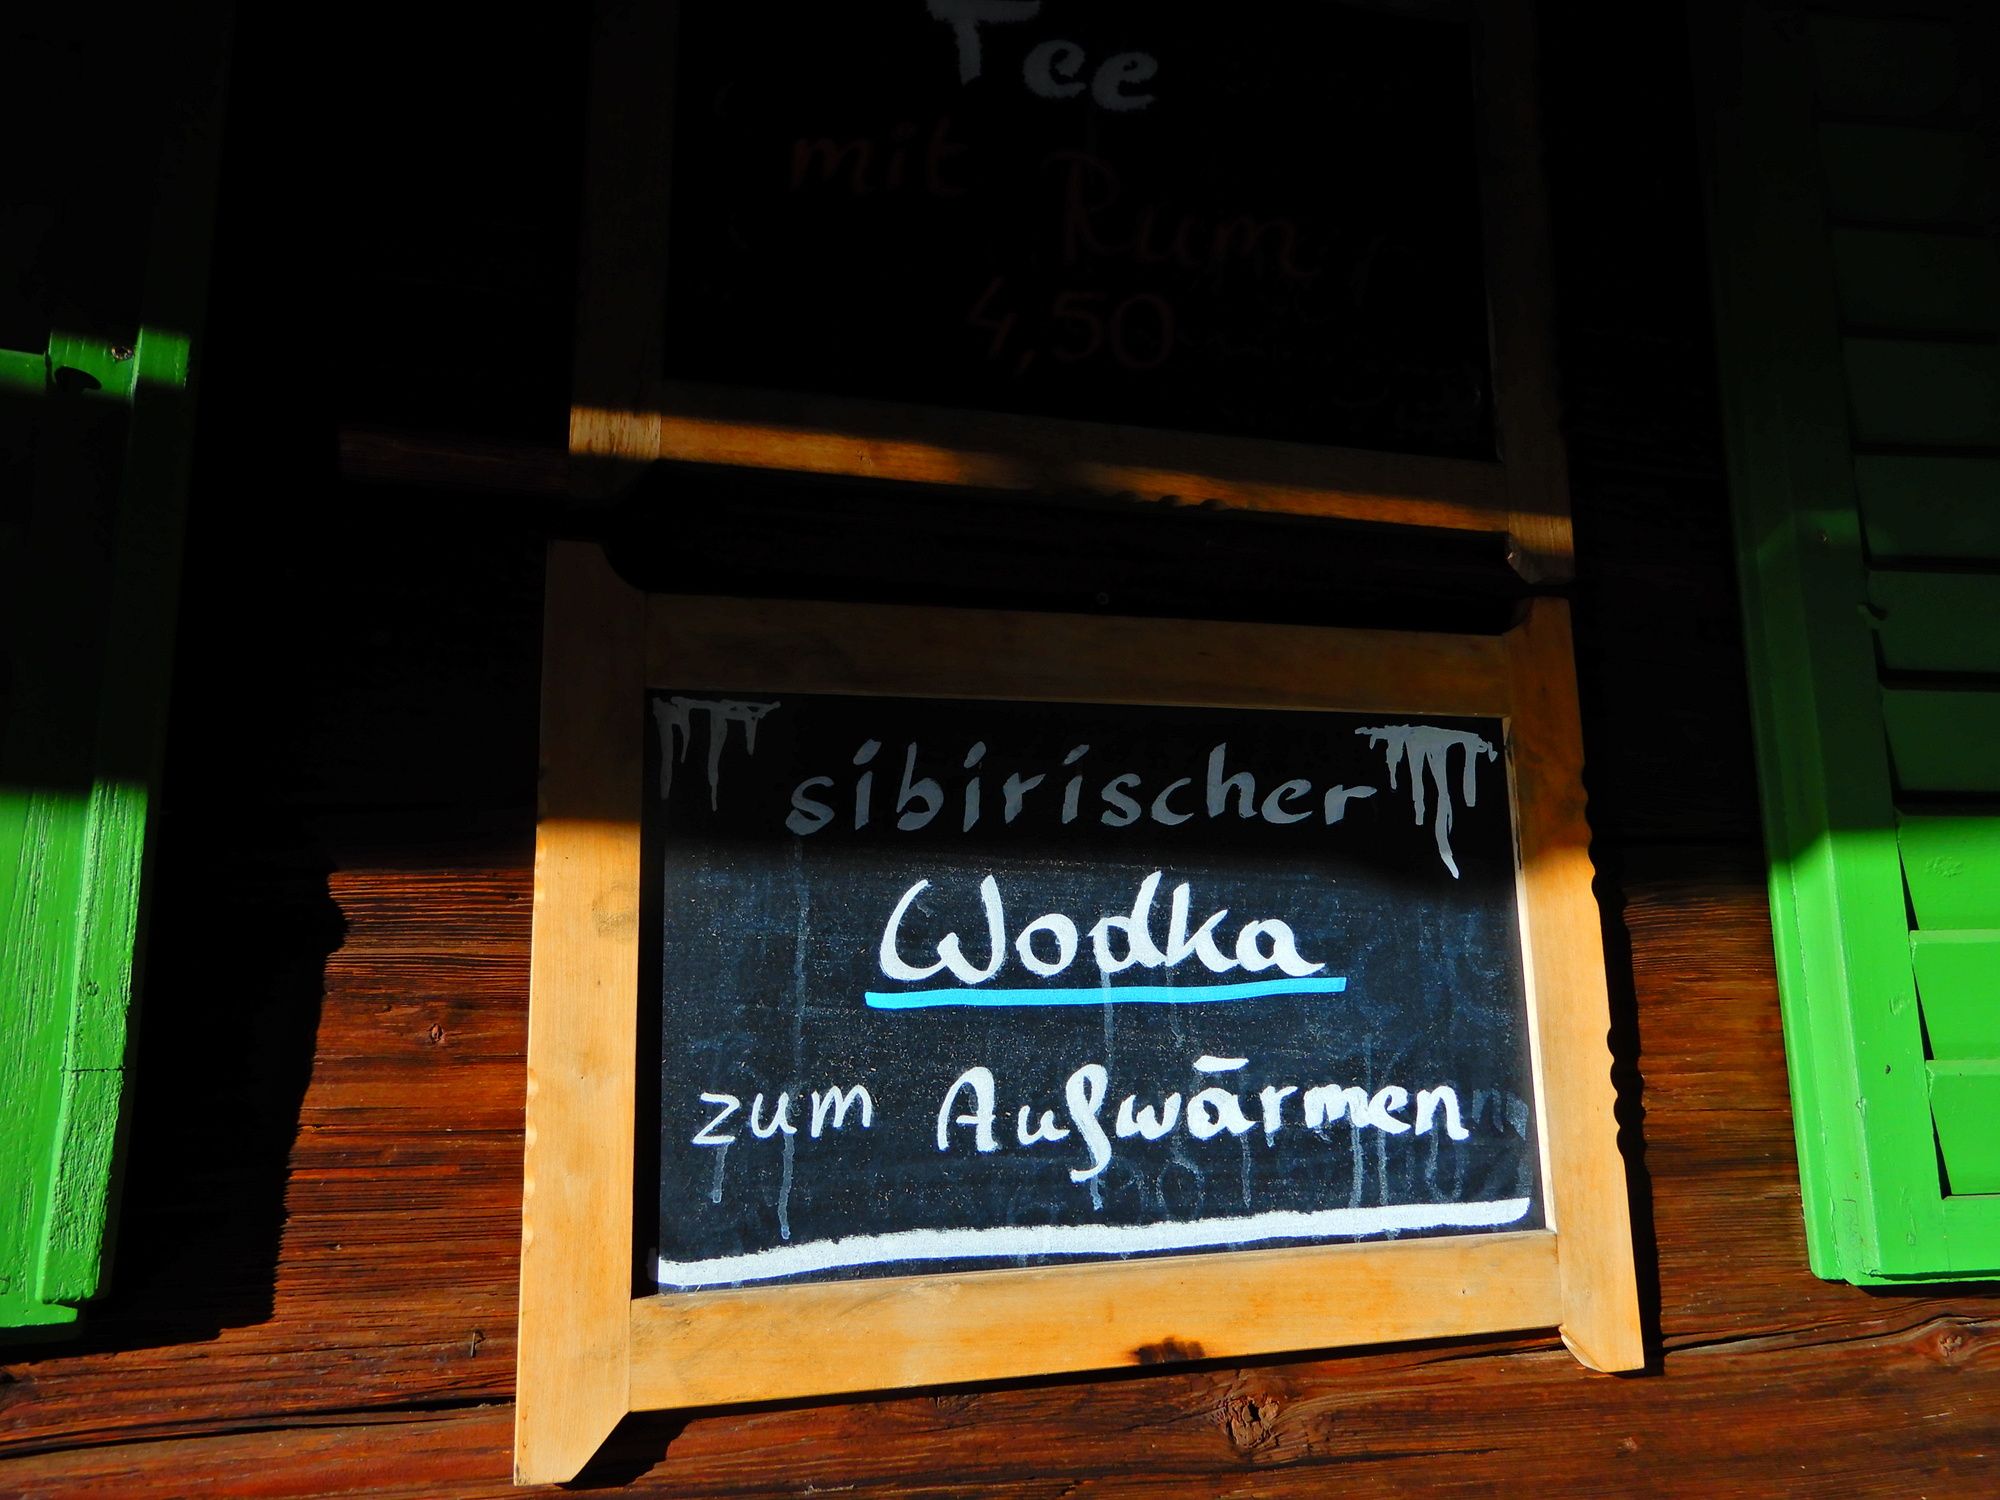 Tee
mit Rum
4,50
sibirischer
Wodka
zum Aufwärmen